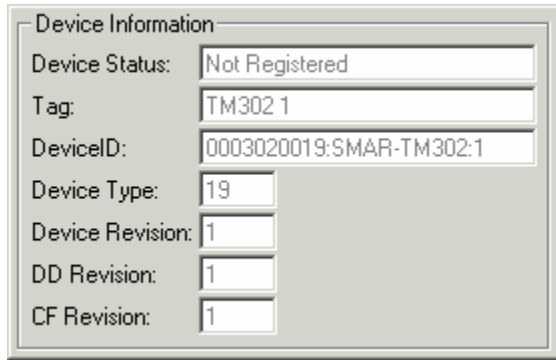 Device Information
Device Status: Not Registered
Tag: TM302 1
DeviceID: 0003020019:SMAR-TM302:1
Device Type: 19
Device Revision: 1
DD Revision: 1
CF Revision: 1